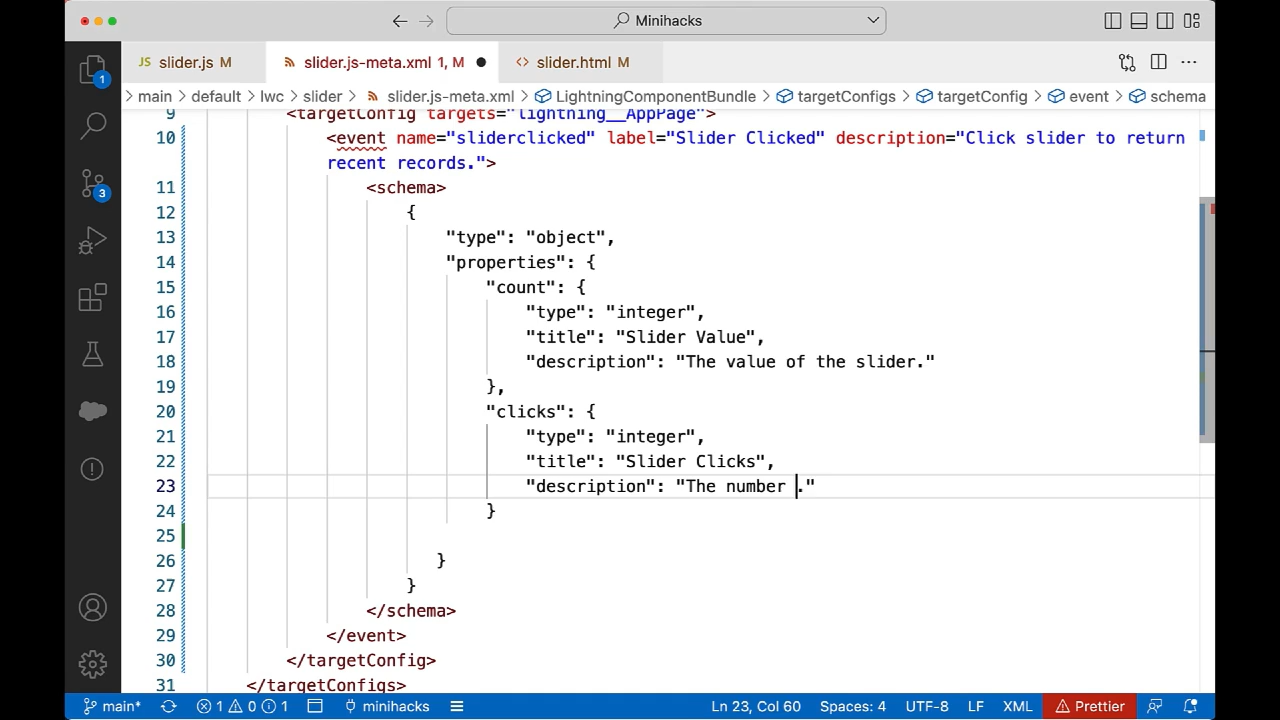 Minihacks
JS slider.js M
slider.js-meta.xml 1, M
<> slider.html M
main > default > lwc > slider > slider.js-meta.xml > LightningComponentBundle > targetConfigs > targetConfig > event > schema
9 <targetConfig targets="lightning__AppPage">
10 <event name="sliderclicked" label="Slider Clicked" description="Click slider to return
recent records.">
11 <schema>
12 {
13 "type": "object",
14 "properties": {
15 "count": {
16 "type": "integer",
17 "title": "Slider Value",
18 "description": "The value of the slider."
19 },
20 "clicks": {
21 "type": "integer",
22 "title": "Slider Clicks",
23 "description": "The number ."
24 }
25
26 }
27 }
28 </schema>
29 </event>
30 </targetConfig>
31 </targetConfigs>
1
3
main* 1 0 1 minihacks Ln 23, Col 60 Spaces: 4 UTF-8 LF XML Prettier